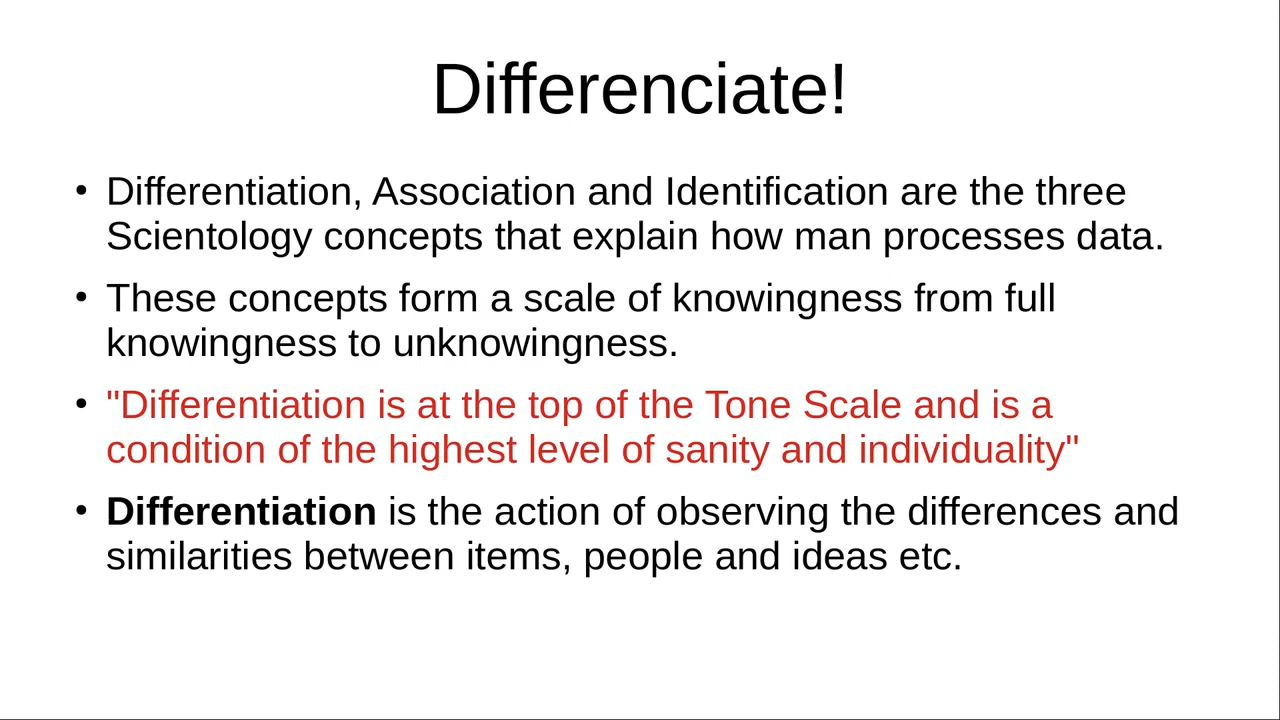 Differenciate!
• Differentiation, Association and Identification are the three
Scientology concepts that explain how man processes data.
• These concepts form a scale of knowingness from full
knowingness to unknowingness.
• "Differentiation is at the top of the Tone Scale and is a
condition of the highest level of sanity and individuality"
• Differentiation is the action of observing the differences and
similarities between items, people and ideas etc.